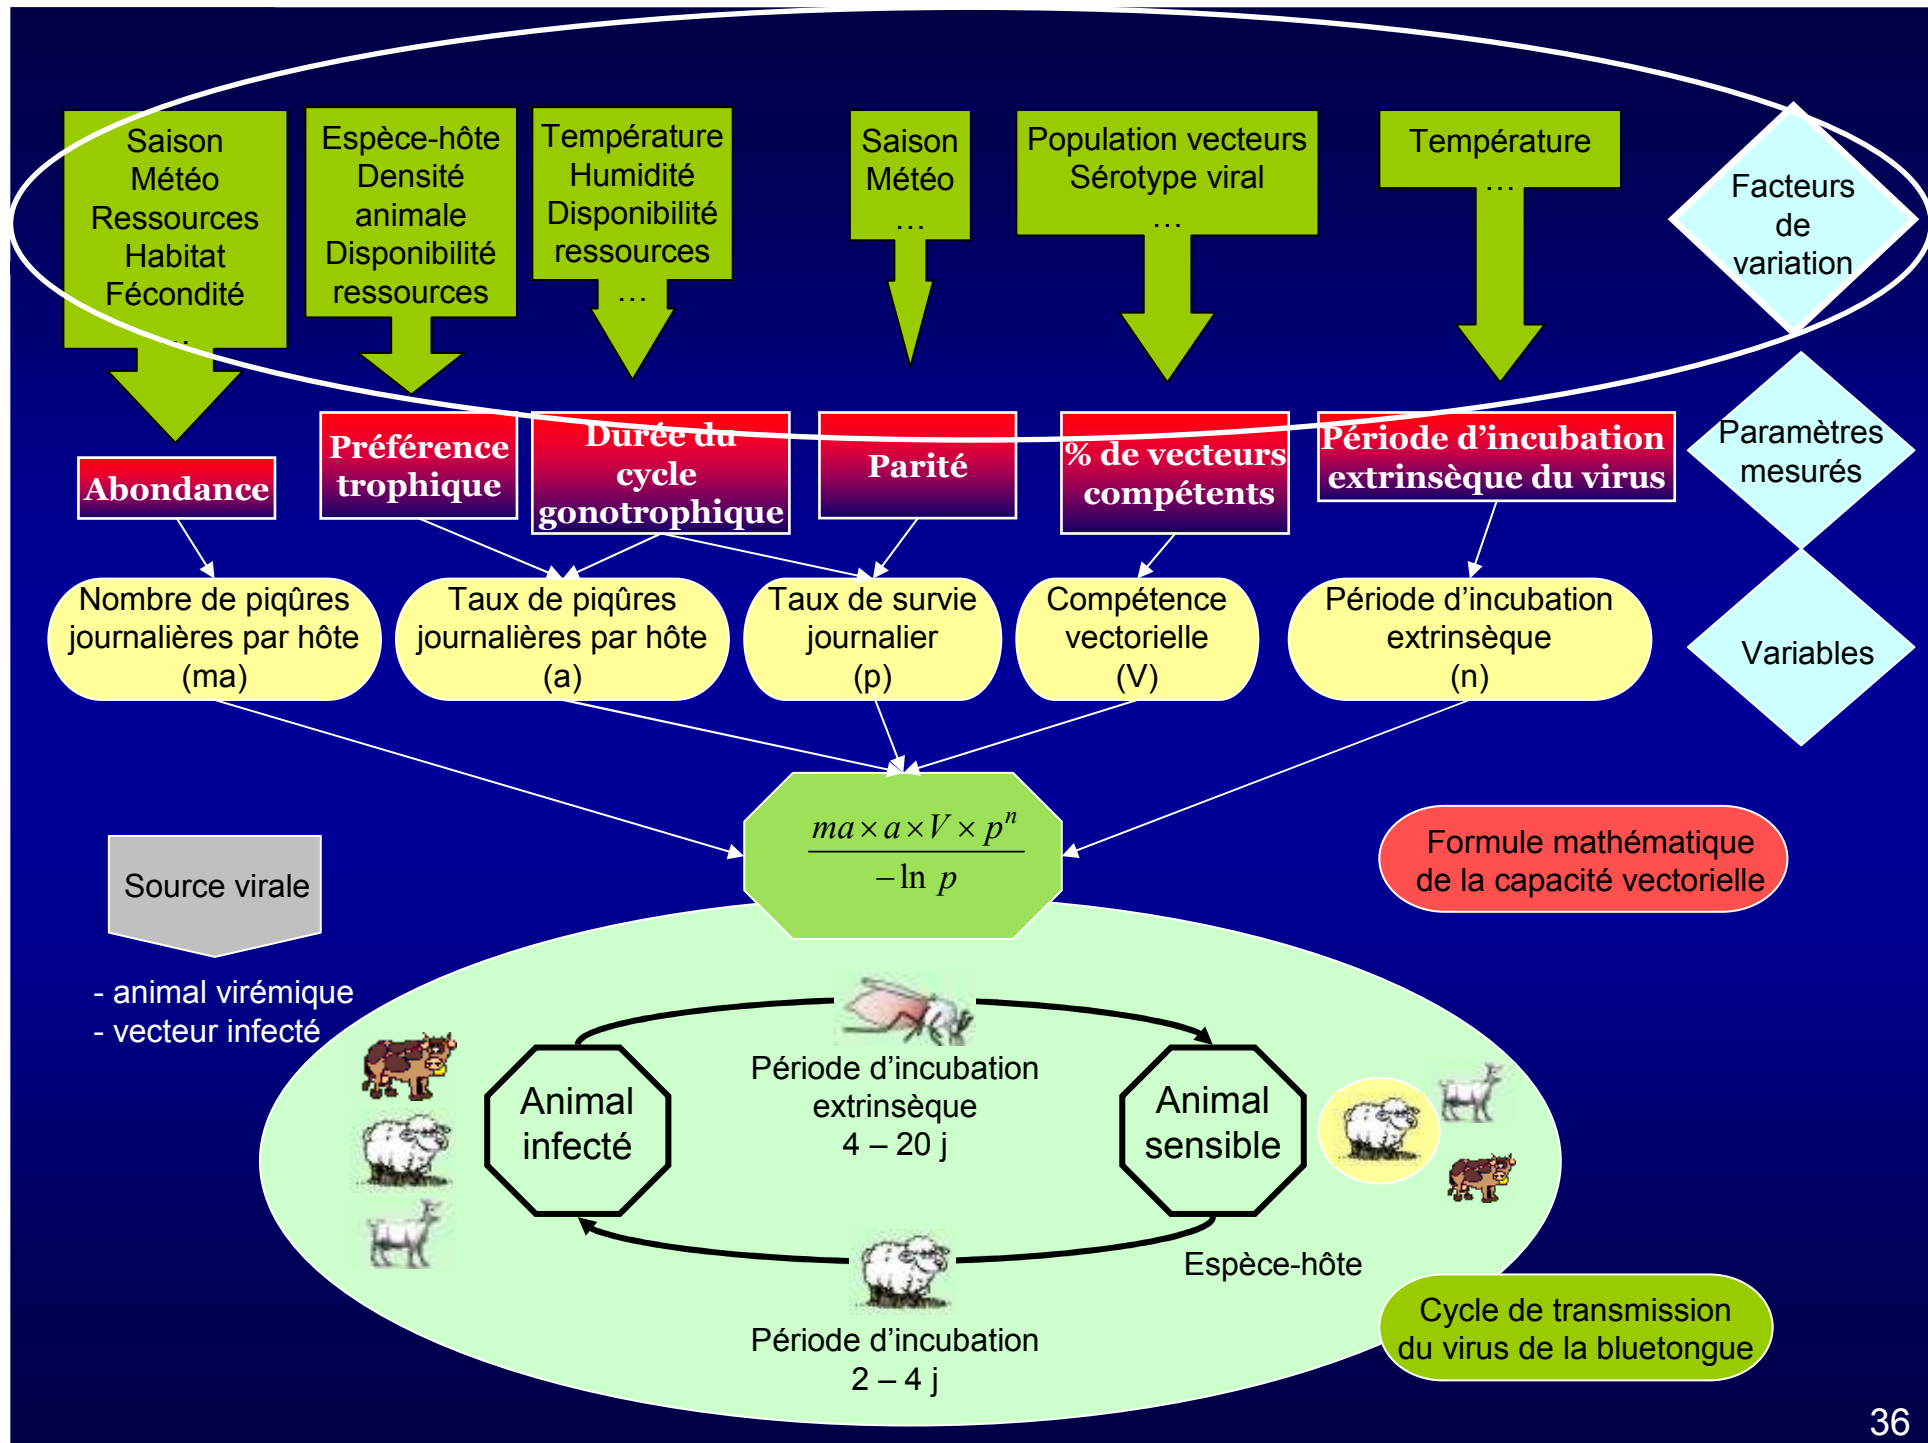 Saison
Météo
Ressources
Habitat
Fécondité
...
Espèce-hôte
Densité
animale
Disponibilité
ressources
Température
Humidité
Disponibilité
ressources
...
Saison
Météo
...
Population vecteurs
Sérotype viral
...
Température
...
Facteurs
de
variation
Abondance
Préférence
trophique
Durée du
cycle
gonotrophique
Parité
% de vecteurs
compétents
Période d'incubation
extrinsèque du virus
Paramètres
mesurés
Nombre de piqûres
journalières par hôte
(ma)
Taux de piqûres
journalières par hôte
(a)
Taux de survie
journalier
(p)
Compétence
vectorielle
(V)
Période d'incubation
extrinsèque
(n)
Variables
ma × a × V × pⁿ
−ln p
Formule mathématique
de la capacité vectorielle
Source virale
- animal virémique
- vecteur infecté
Animal
infecté
Période d'incubation
extrinsèque
4 – 20 j
Animal
sensible
Espèce-hôte
Période d'incubation
2 – 4 j
Cycle de transmission
du virus de la bluetongue
36